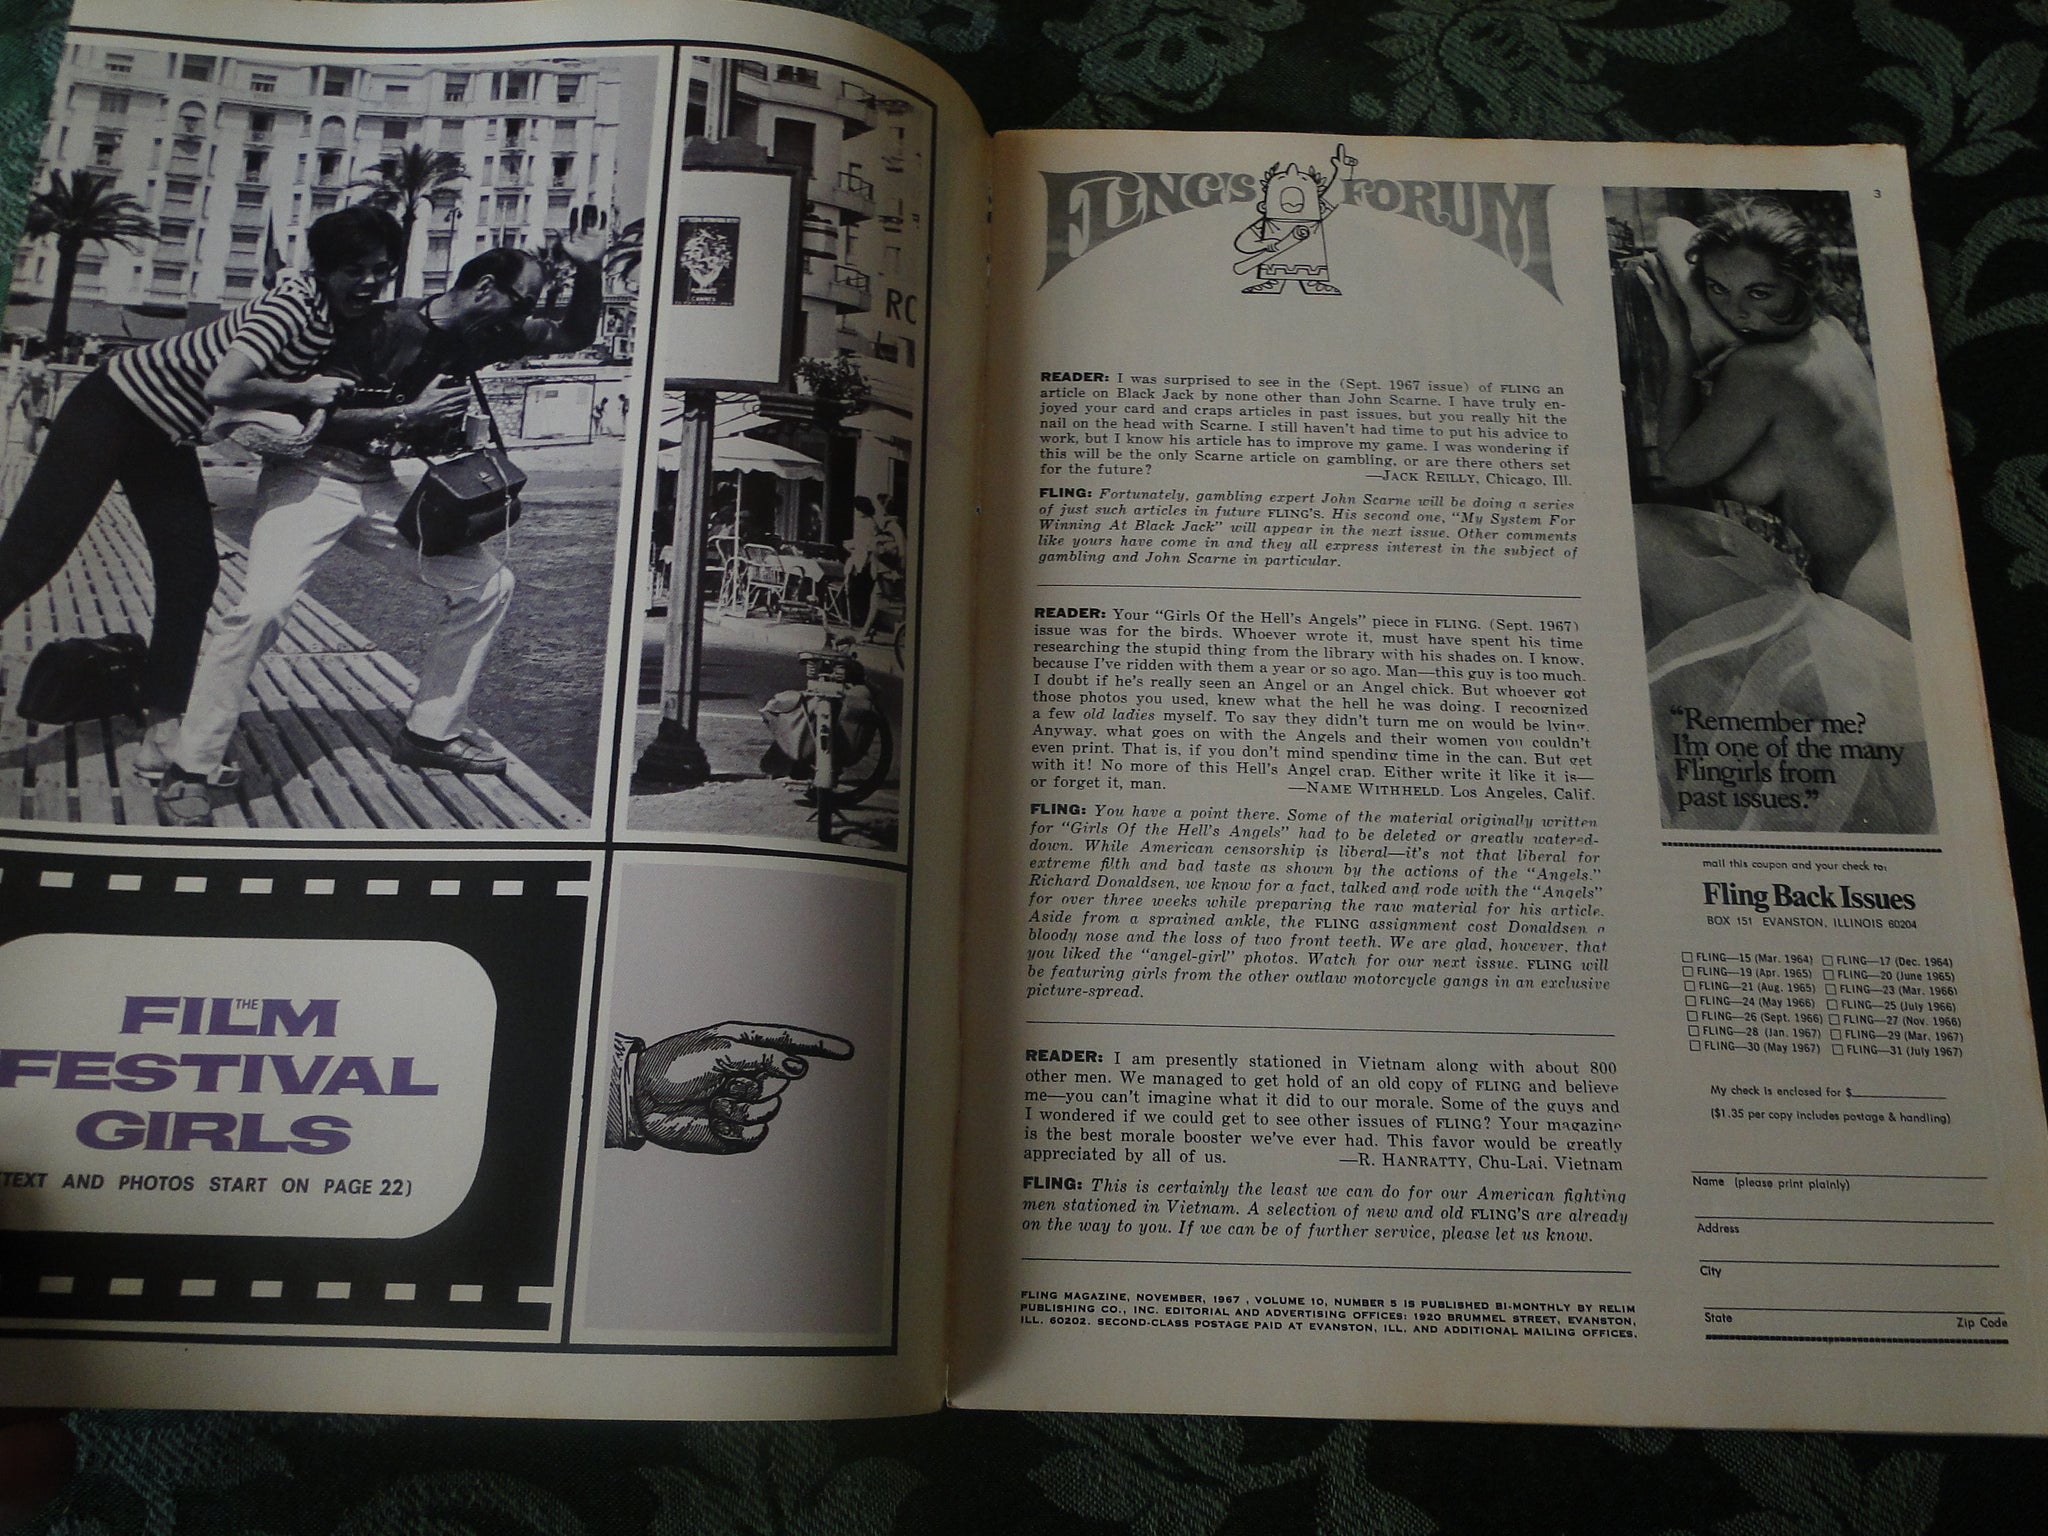 RC
THE
FILM
FESTIVAL
GIRLS
TEXT AND PHOTOS START ON PAGE 22)
3
FLING'S FORUM
READER: I was surprised to see in the (Sept. 1967 issue) of FLING an
article on Black Jack by none other than John Scarne. I have truly en-
joyed your card and craps articles in past issues, but you really hit the
nail on the head with Scarne. I still haven't had time to put his advice to
work, but I know his article has to improve my game. I was wondering if
this will be the only Scarne article on gambling, or are there others set
for the future?
—JACK REILLY, Chicago, Ill.
FLING: Fortunately, gambling expert John Scarne will be doing a series
of just such articles in future FLING'S. His second one, "My System For
Winning At Black Jack" will appear in the next issue. Other comments
like yours have come in and they all express interest in the subject of
gambling and John Scarne in particular.
READER: Your "Girls Of the Hell's Angels" piece in FLING. (Sept. 1967)
issue was for the birds. Whoever wrote it, must have spent his time
researching the stupid thing from the library with his shades on. I know,
because I've ridden with them a year or so ago. Man—this guy is too much.
I doubt if he's really seen an Angel or an Angel chick. But whoever got
those photos you used, knew what the hell he was doing. I recognized
a few old ladies myself. To say they didn't turn me on would be lying.
Anyway, what goes on with the Angels and their women you couldn't
even print. That is, if you don't mind spending time in the can. But get
with it! No more of this Hell's Angel crap. Either write it like it is—
or forget it, man. —NAME WITHHELD. Los Angeles, Calif.
FLING: You have a point there. Some of the material originally written
for "Girls Of the Hell's Angels" had to be deleted or greatly watered-
down. While American censorship is liberal—it's not that liberal for
extreme filth and bad taste as shown by the actions of the "Angels."
Richard Donaldsen, we know for a fact, talked and rode with the "Angels"
for over three weeks while preparing the raw material for his article.
Aside from a sprained ankle, the FLING assignment cost Donaldsen a
bloody nose and the loss of two front teeth. We are glad, however, that
you liked the "angel-girl" photos. Watch for our next issue. FLING will
be featuring girls from the other outlaw motorcycle gangs in an exclusive
picture-spread.
READER: I am presently stationed in Vietnam along with about 800
other men. We managed to get hold of an old copy of FLING and believe
me—you can't imagine what it did to our morale. Some of the guys and
I wondered if we could get to see other issues of FLING? Your magazine
is the best morale booster we've ever had. This favor would be greatly
appreciated by all of us. —R. HANRATTY, Chu-Lai. Vietnam
FLING: This is certainly the least we can do for our American fighting
men stationed in Vietnam. A selection of new and old FLING'S are already
on the way to you. If we can be of further service, please let us know.
FLING MAGAZINE, NOVEMBER, 1967 , VOLUME 10, NUMBER 5 IS PUBLISHED BI-MONTHLY BY RELIM
PUBLISHING CO., INC. EDITORIAL AND ADVERTISING OFFICES: 1920 BRUMMEL STREET, EVANSTON,
ILL. 60202. SECOND-CLASS POSTAGE PAID AT EVANSTON, ILL. AND ADDITIONAL MAILING OFFICES.
"Remember me?
I'm one of the many
Flingirls from
past issues."
mail this coupon and your check to:
Fling Back Issues
BOX 151 EVANSTON, ILLINOIS 60204
FLING—15 (Mar. 1964) FLING—17 (Dec. 1964)
FLING—19 (Apr. 1965) FLING—20 (June 1965)
FLING—21 (Aug. 1965) FLING—23 (Mar. 1966)
FLING—24 (May 1966) FLING—25 (July 1966)
FLING—26 (Sept. 1966) FLING—27 (Nov. 1966)
FLING—28 (Jan. 1967) FLING—29 (Mar. 1967)
FLING—30 (May 1967) FLING—31 (July 1967)
My check is enclosed for $
($1.35 per copy includes postage & handling)
Name (please print plainly)
Address
City
State Zip Code